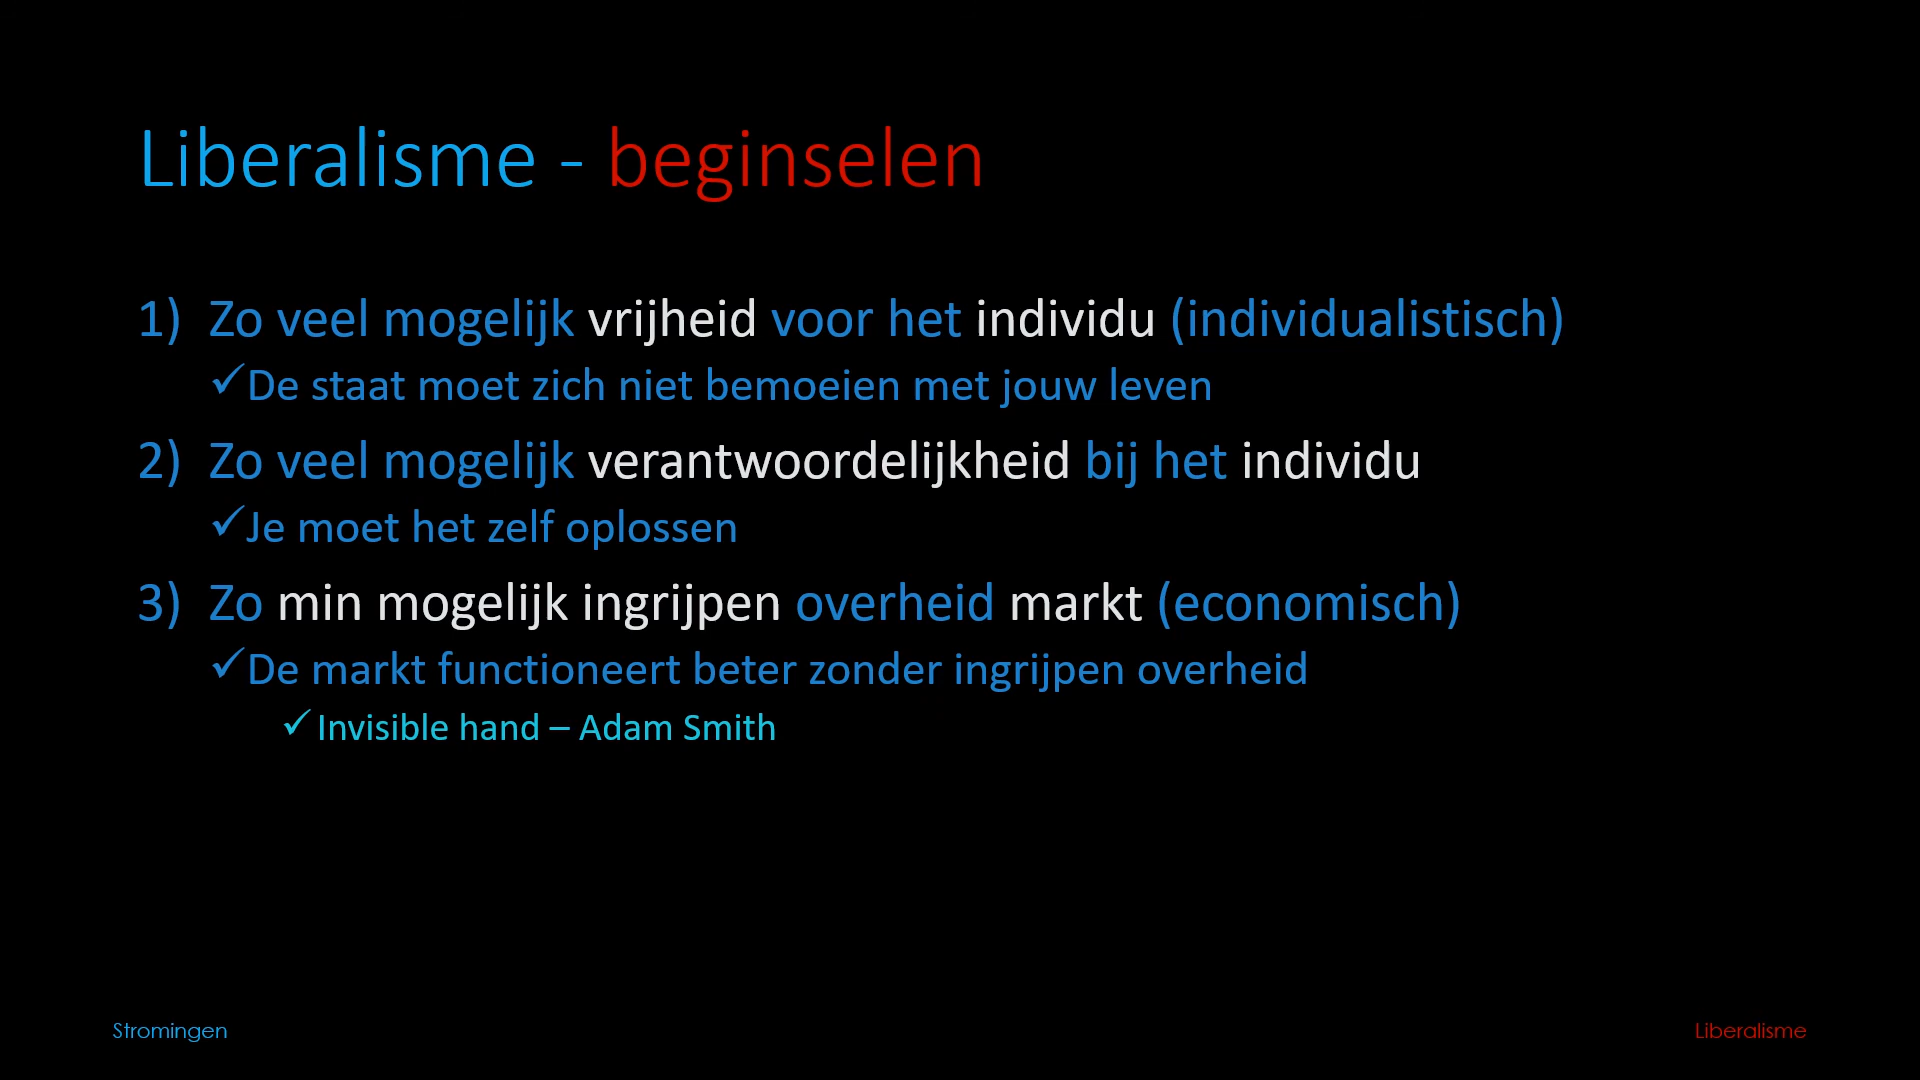 Liberalisme - beginselen
1) Zo veel mogelijk vrijheid voor het individu (individualistisch)
✓De staat moet zich niet bemoeien met jouw leven
2) Zo veel mogelijk verantwoordelijkheid bij het individu
✓Je moet het zelf oplossen
3) Zo min mogelijk ingrijpen overheid markt (economisch)
✓De markt functioneert beter zonder ingrijpen overheid
✓Invisible hand – Adam Smith
Stromingen
Liberalisme